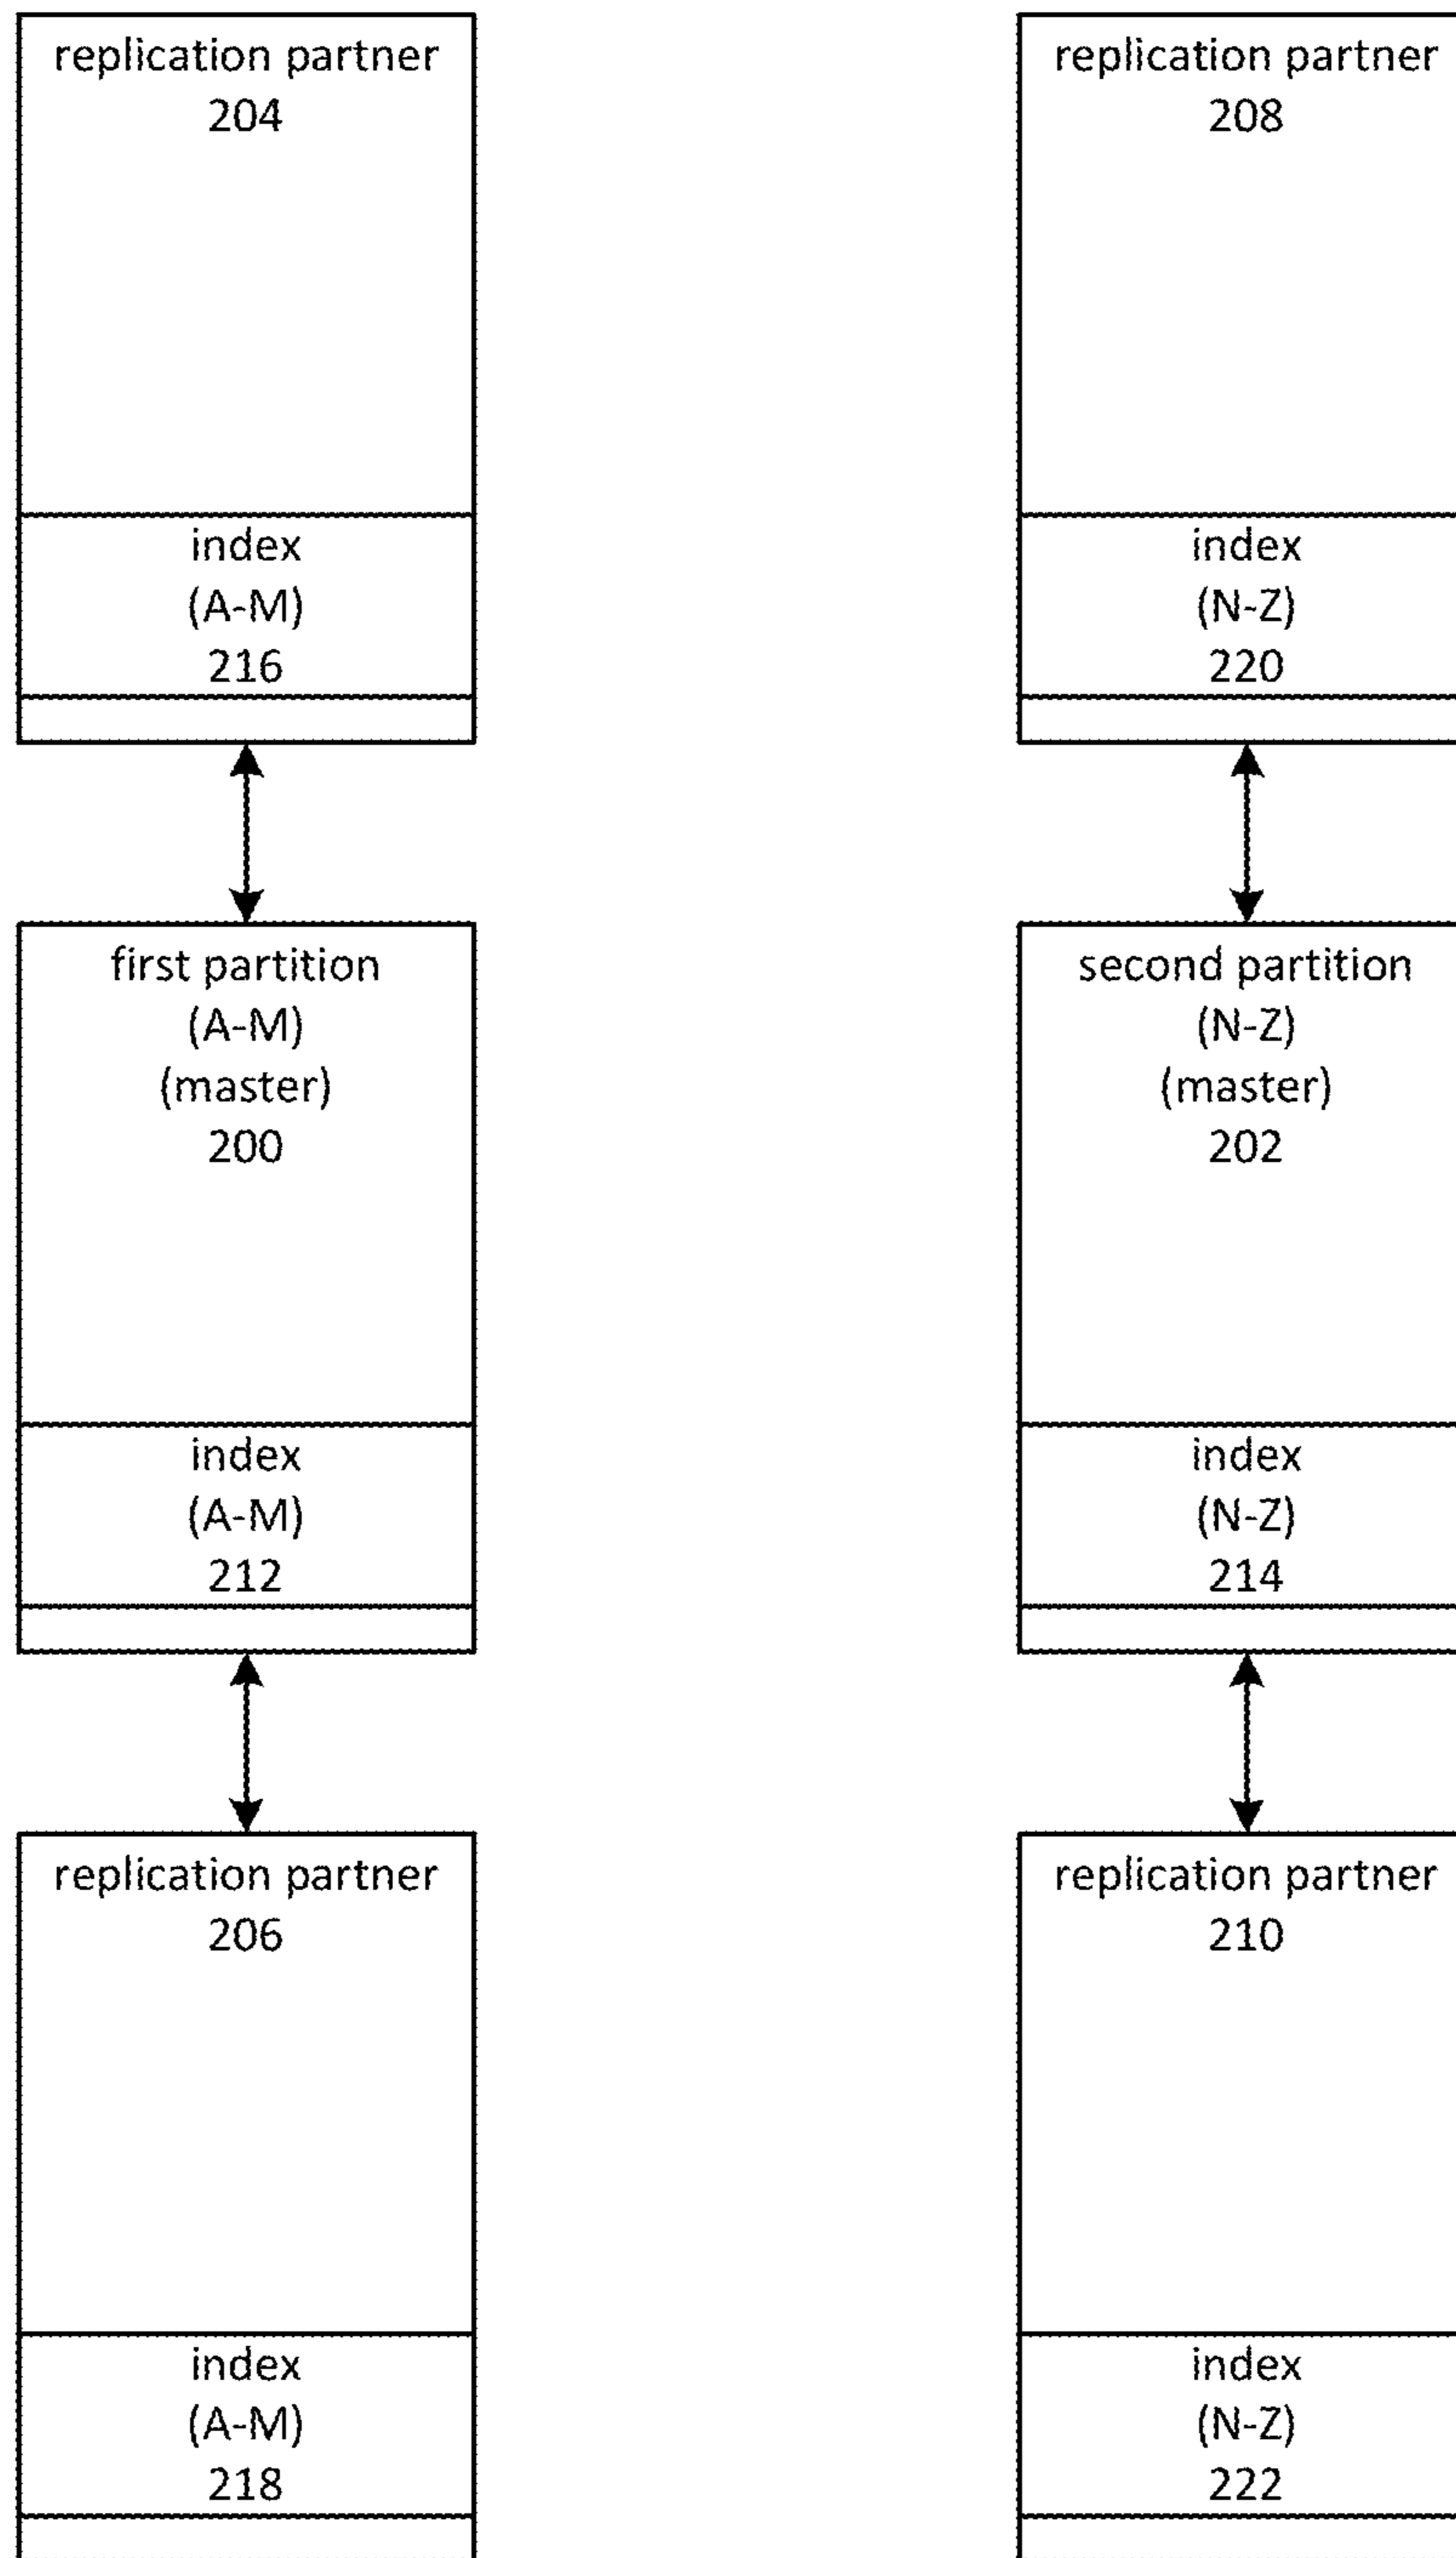 replication partner
204
index
(A-M)
216
first partition
(A-M)
(master)
200
index
(A-M)
212
replication partner
206
index
(A-M)
218
replication partner
208
index
(N-Z)
220
second partition
(N-Z)
(master)
202
index
(N-Z)
214
replication partner
210
index
(N-Z)
222